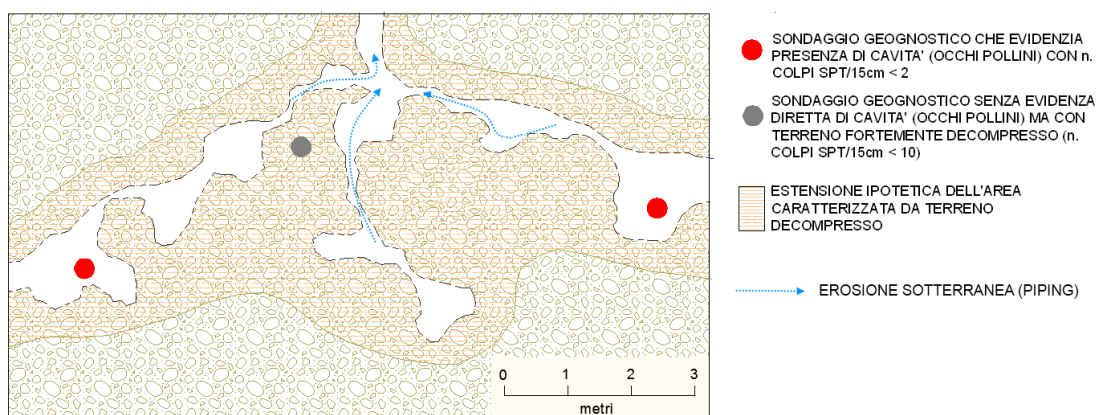 SONDAGGIO GEOGNOSTICO CHE EVIDENZIA
PRESENZA DI CAVITA' (OCCHI POLLINI) CON n.
COLPI SPT/15cm < 2
SONDAGGIO GEOGNOSTICO SENZA EVIDENZA
DIRETTA DI CAVITA' (OCCHI POLLINI) MA CON
TERRENO FORTEMENTE DECOMPRESSO (n.
COLPI SPT/15cm < 10)
ESTENSIONE IPOTETICA DELL'AREA
CARATTERIZZATA DA TERRENO
DECOMPRESSO
EROSIONE SOTTERRANEA (PIPING)
0 1 2 3
metri